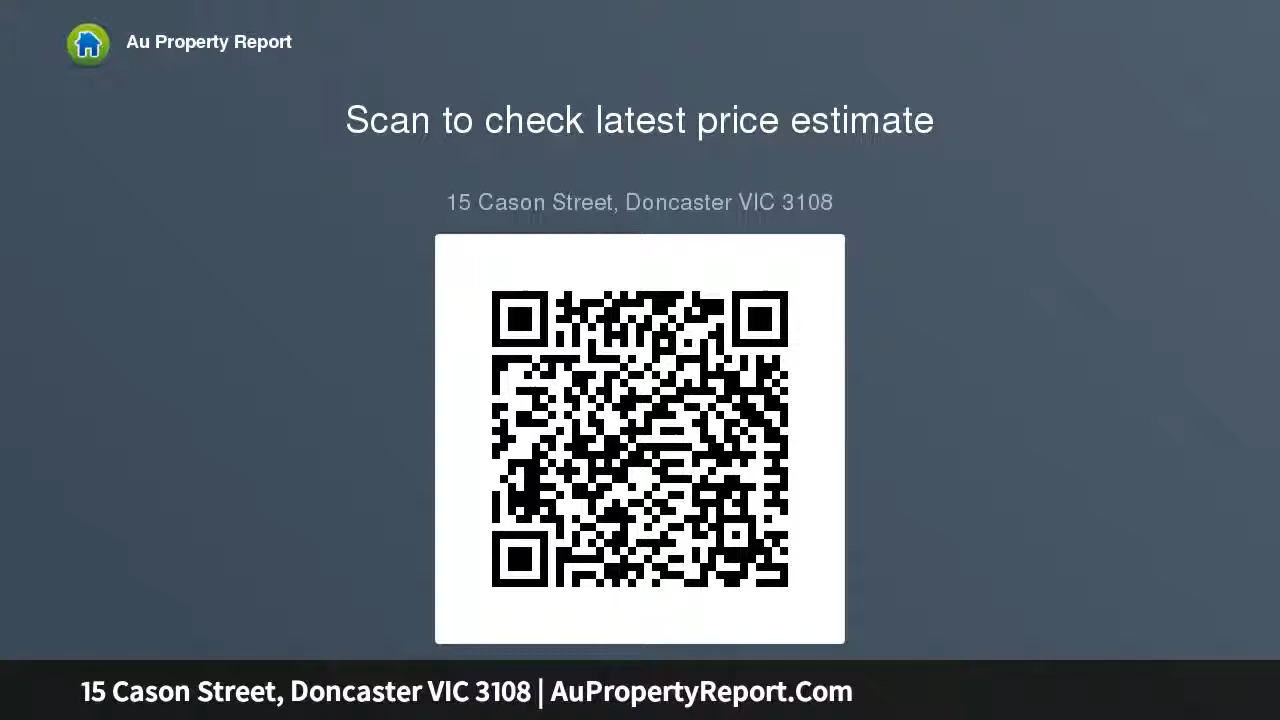 Au Property Report
Scan to check latest price estimate
15 Cason Street, Doncaster VIC 3108
15 Cason Street, Doncaster VIC 3108 | AuPropertyReport.Com